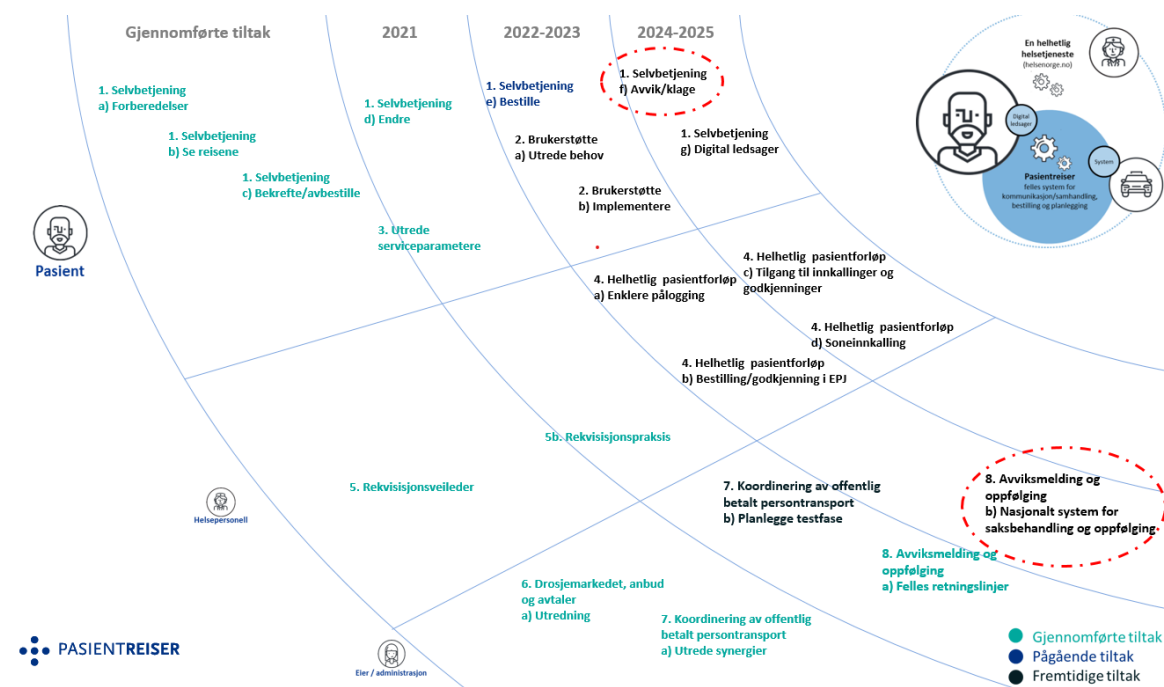 Gjennomførte tiltak
2021
2022-2023
2024-2025
1. Selvbetjening
a) Forberedelser
1. Selvbetjening
b) Se reisene
1. Selvbetjening
c) Bekrefte/avbestille
1. Selvbetjening
d) Endre
3. Utrede
serviceparametere
1. Selvbetjening
e) Bestille
2. Brukerstøtte
a) Utrede behov
2. Brukerstøtte
b) Implementere
1. Selvbetjening
f) Avvik/klage
1. Selvbetjening
g) Digital ledsager
En helhetlig
helsetjeneste
(helsenorge.no)
Digital
ledsager
System
Pasientreiser
felles system for
kommunikasjon/samhandling,
bestilling og planlegging
Pasient
4. Helhetlig pasientforløp
a) Enklere pålogging
4. Helhetlig pasientforløp
c) Tilgang til innkallinger og
godkjenninger
4. Helhetlig pasientforløp
d) Soneinnkalling
4. Helhetlig pasientforløp
b) Bestilling/godkjenning i EPJ
5b. Rekvisisjonspraksis
5. Rekvisisjonsveileder
Helsepersonell
7. Koordinering av offentlig
betalt persontransport
b) Planlegge testfase
8. Avviksmelding og
oppfølging
b) Nasjonalt system for
saksbehandling og oppfølging
8. Avviksmelding og
oppfølging
a) Felles retningslinjer
6. Drosjemarkedet, anbud
og avtaler
a) Utredning
7. Koordinering av offentlig
betalt persontransport
a) Utrede synergier
Eier / administrasjon
PASIENTREISER
Gjennomførte tiltak
Pågående tiltak
Fremtidige tiltak